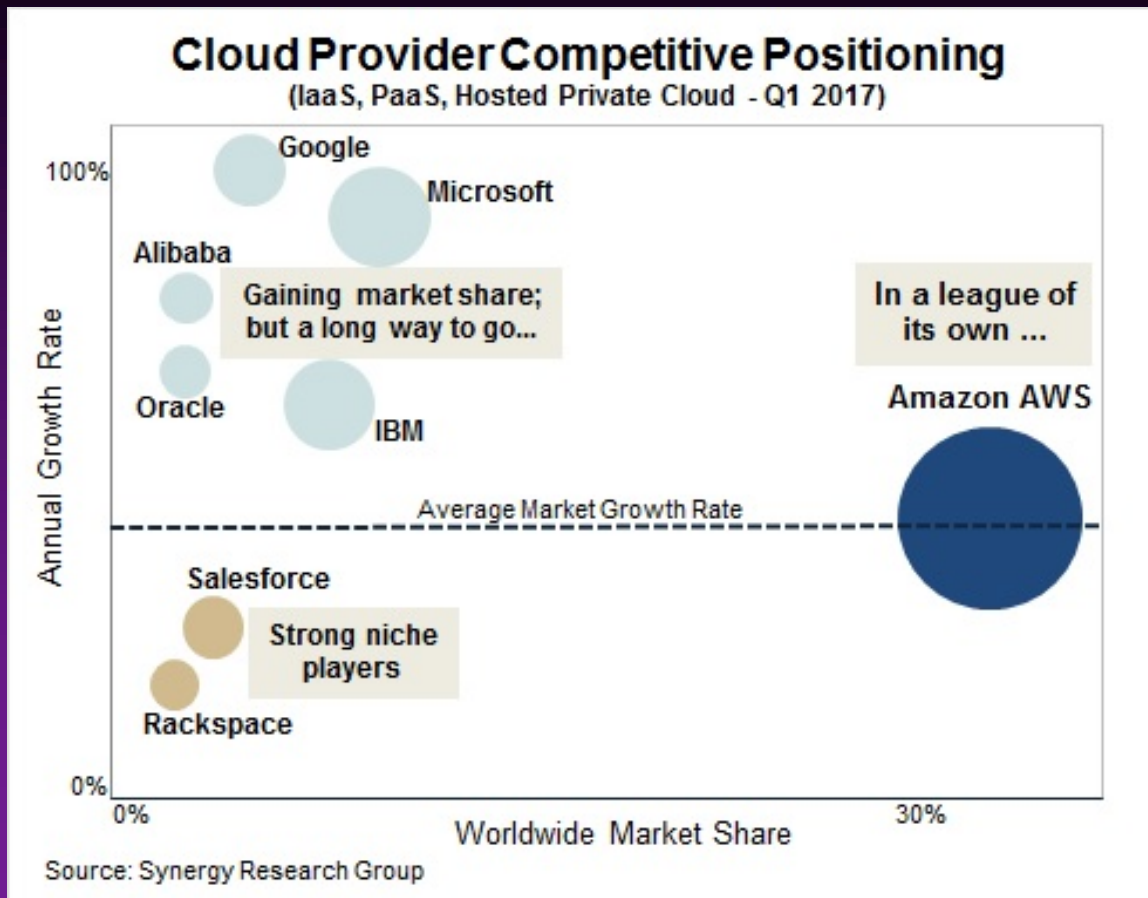 Cloud Provider Competitive Positioning
(IaaS, PaaS, Hosted Private Cloud - Q1 2017)
Google
100%
Microsoft
Alibaba
Gaining market share;
but a long way to go...
In a league of
its own ...
Annual Growth Rate
Oracle
IBM
Amazon AWS
Average Market Growth Rate
Salesforce
Strong niche
players
Rackspace
0%
0%
30%
Worldwide Market Share
Source: Synergy Research Group